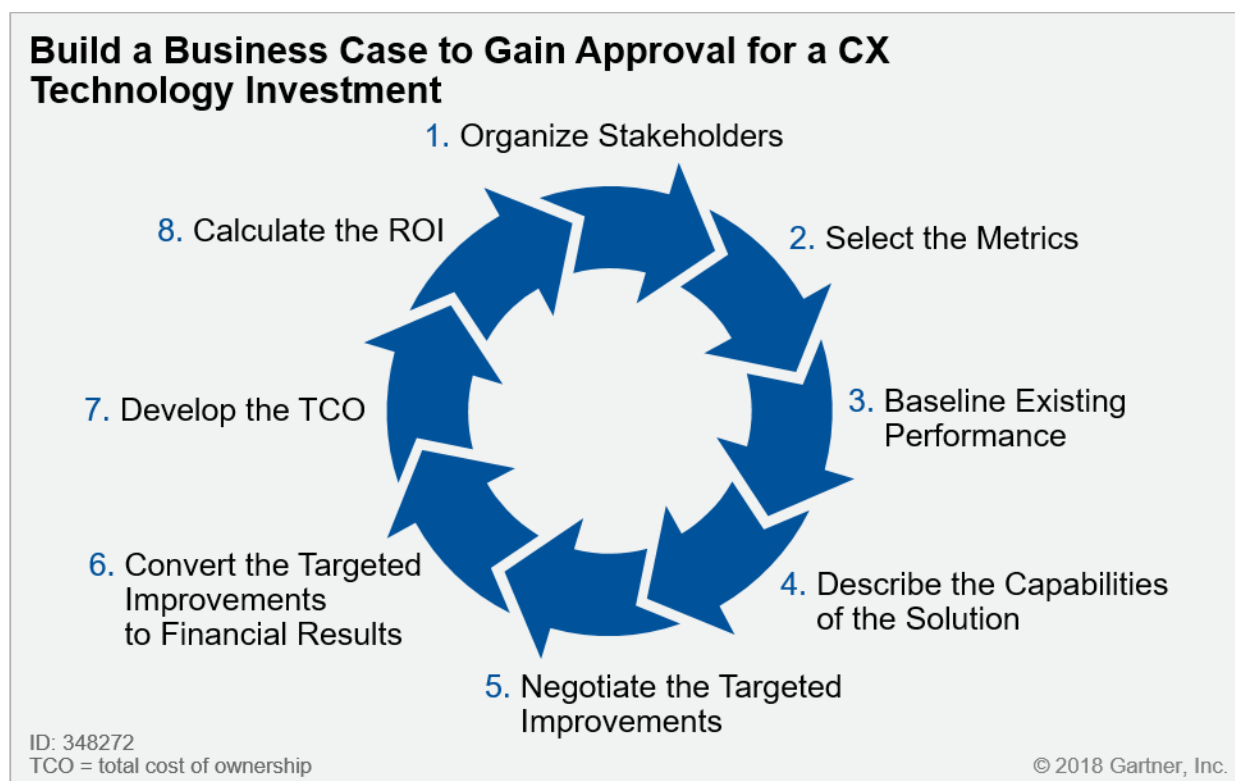 Build a Business Case to Gain Approval for a CX
Technology Investment
1. Organize Stakeholders
2. Select the Metrics
3. Baseline Existing
Performance
4. Describe the Capabilities
of the Solution
5. Negotiate the Targeted
Improvements
6. Convert the Targeted
Improvements
to Financial Results
7. Develop the TCO
8. Calculate the ROI
ID: 348272
TCO = total cost of ownership
© 2018 Gartner, Inc.